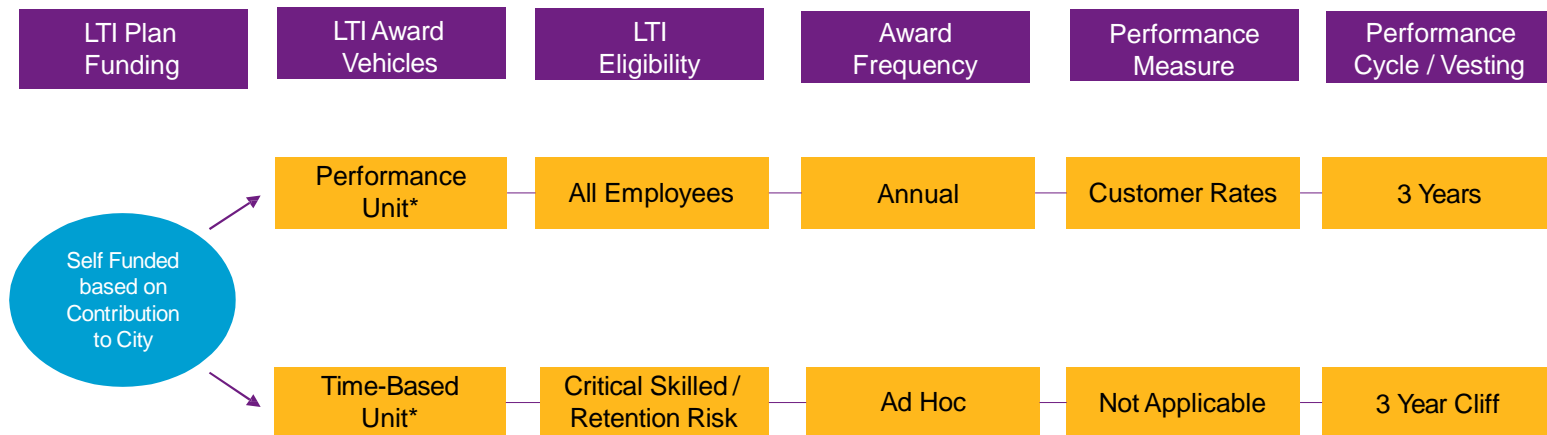 LTI Plan
Funding
LTI Award
Vehicles
LTI
Eligibility
Award
Frequency
Performance
Measure
Performance
Cycle / Vesting
Self Funded
based on
Contribution
to City
Performance
Unit*
All Employees
Annual
Customer Rates
3 Years
Time-Based
Unit*
Critical Skilled /
Retention Risk
Ad Hoc
Not Applicable
3 Year Cliff